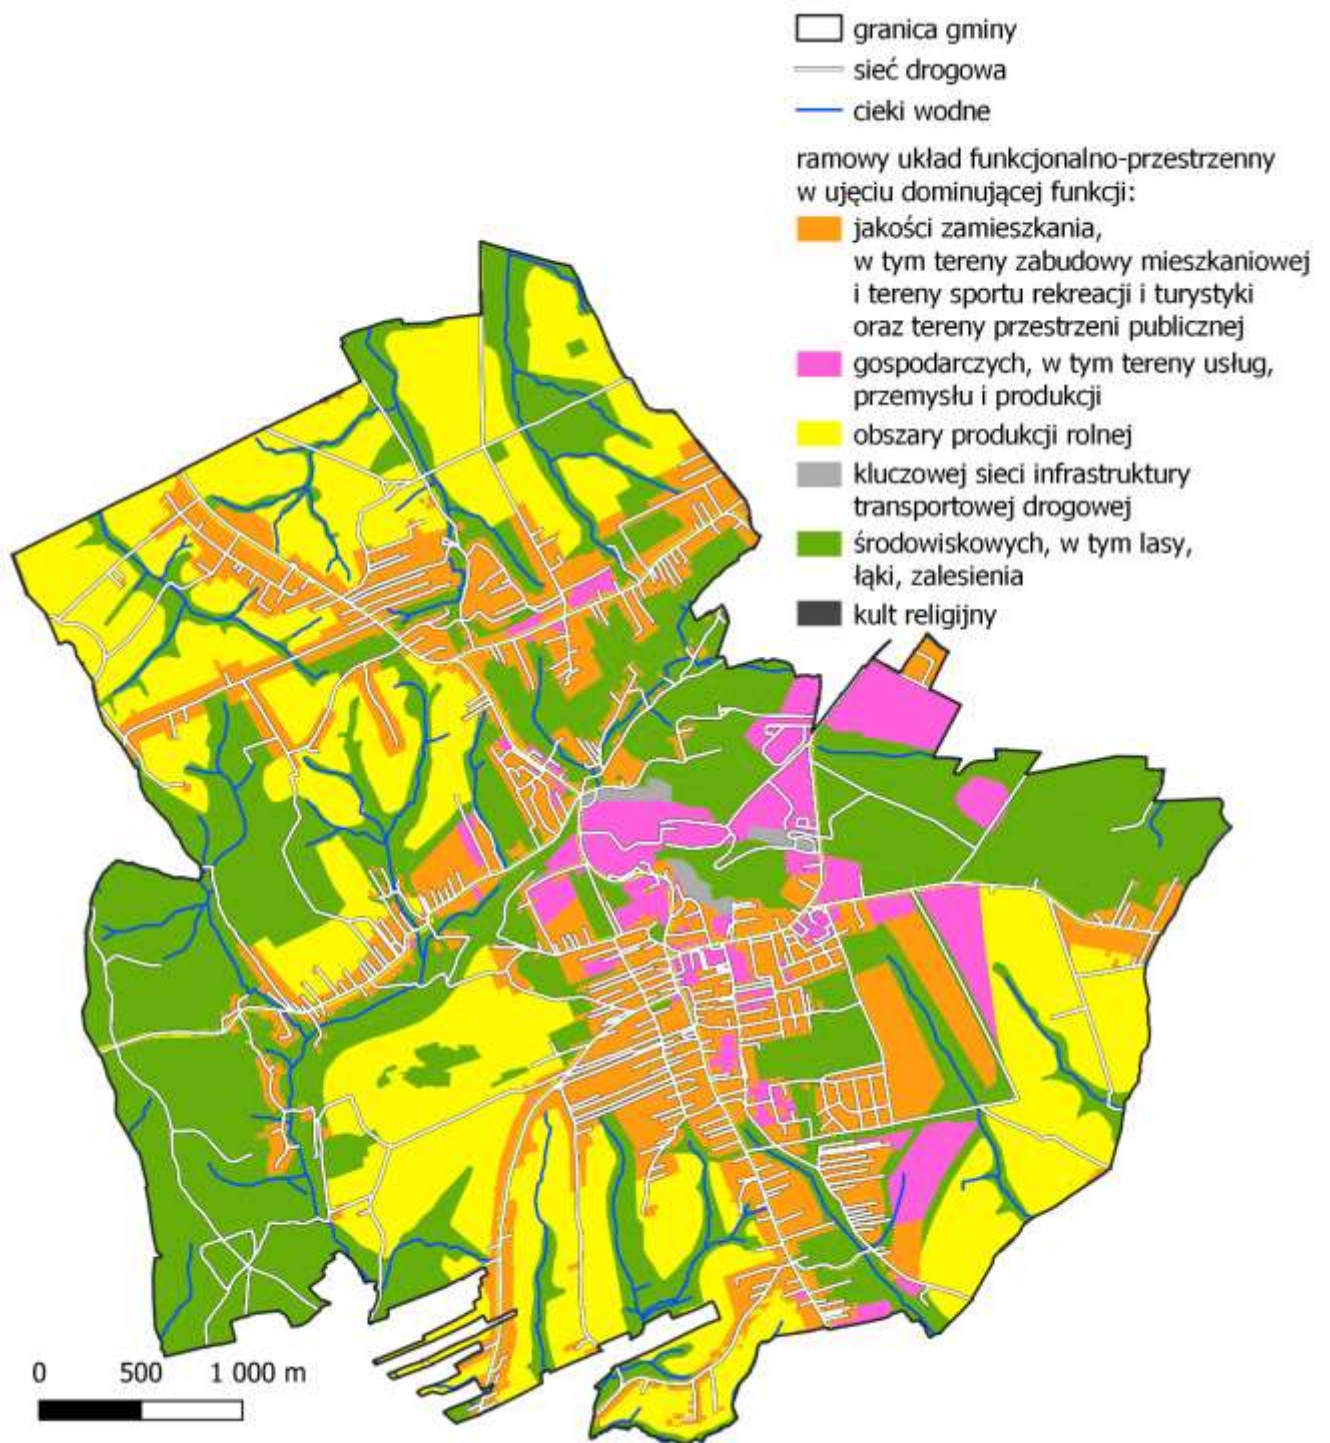 granica gminy
sieć drogowa
cieki wodne
ramowy układ funkcjonalno-przestrzenny
w ujęciu dominującej funkcji:
jakości zamieszkania,
w tym tereny zabudowy mieszkaniowej
i tereny sportu rekreacji i turystyki
oraz tereny przestrzeni publicznej
gospodarczych, w tym tereny usług,
przemysłu i produkcji
obszary produkcji rolnej
kluczowej sieci infrastruktury
transportowej drogowej
środowiskowych, w tym lasy,
łąki, zalesienia
kult religijny
0 500 1 000 m